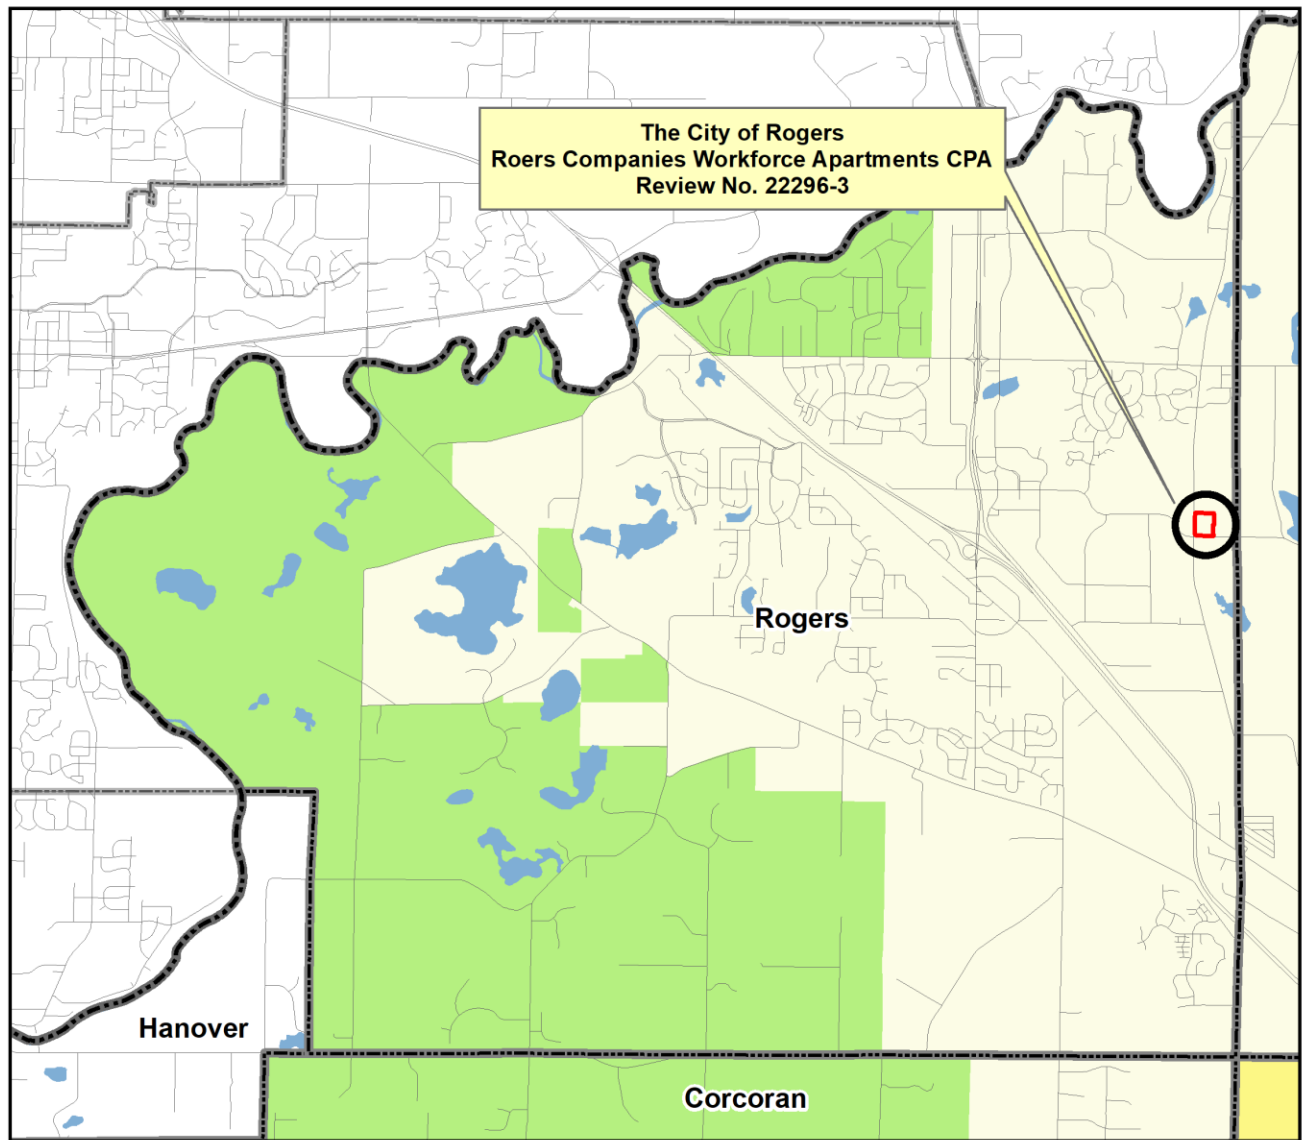 The City of Rogers
Roers Companies Workforce Apartments CPA
Review No. 22296-3
Rogers
Hanover
Corcoran